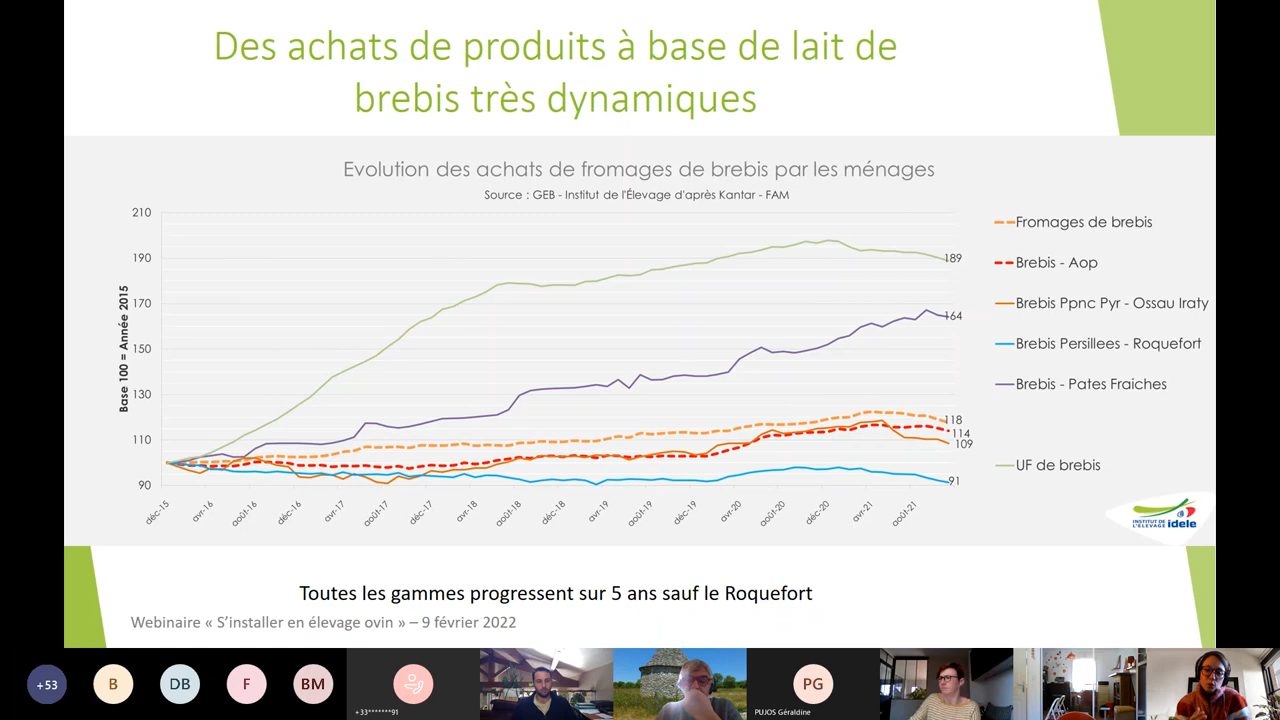 Des achats de produits à base de lait de
brebis très dynamiques
Evolution des achats de fromages de brebis par les ménages
Source : GEB - Institut de l'Élevage d'après Kantar - FAM
Base 100 = Année 2015
210
190
170
150
130
110
90
189
164
118
114
109
91
déc-15
avr-16
août-16
déc-16
avr-17
août-17
déc-17
avr-18
août-18
déc-18
avr-19
août-19
déc-19
avr-20
août-20
déc-20
avr-21
août-21
Fromages de brebis
Brebis - Aop
Brebis Ppnc Pyr - Ossau Iraty
Brebis Persillees - Roquefort
Brebis - Pates Fraiches
UF de brebis
INSTITUT DE
L'ELEVAGE idele
Toutes les gammes progressent sur 5 ans sauf le Roquefort
Webinaire « S’installer en élevage ovin » – 9 février 2022
+53
B
DB
F
BM
+33*******91
PG
PUJOS Géraldine